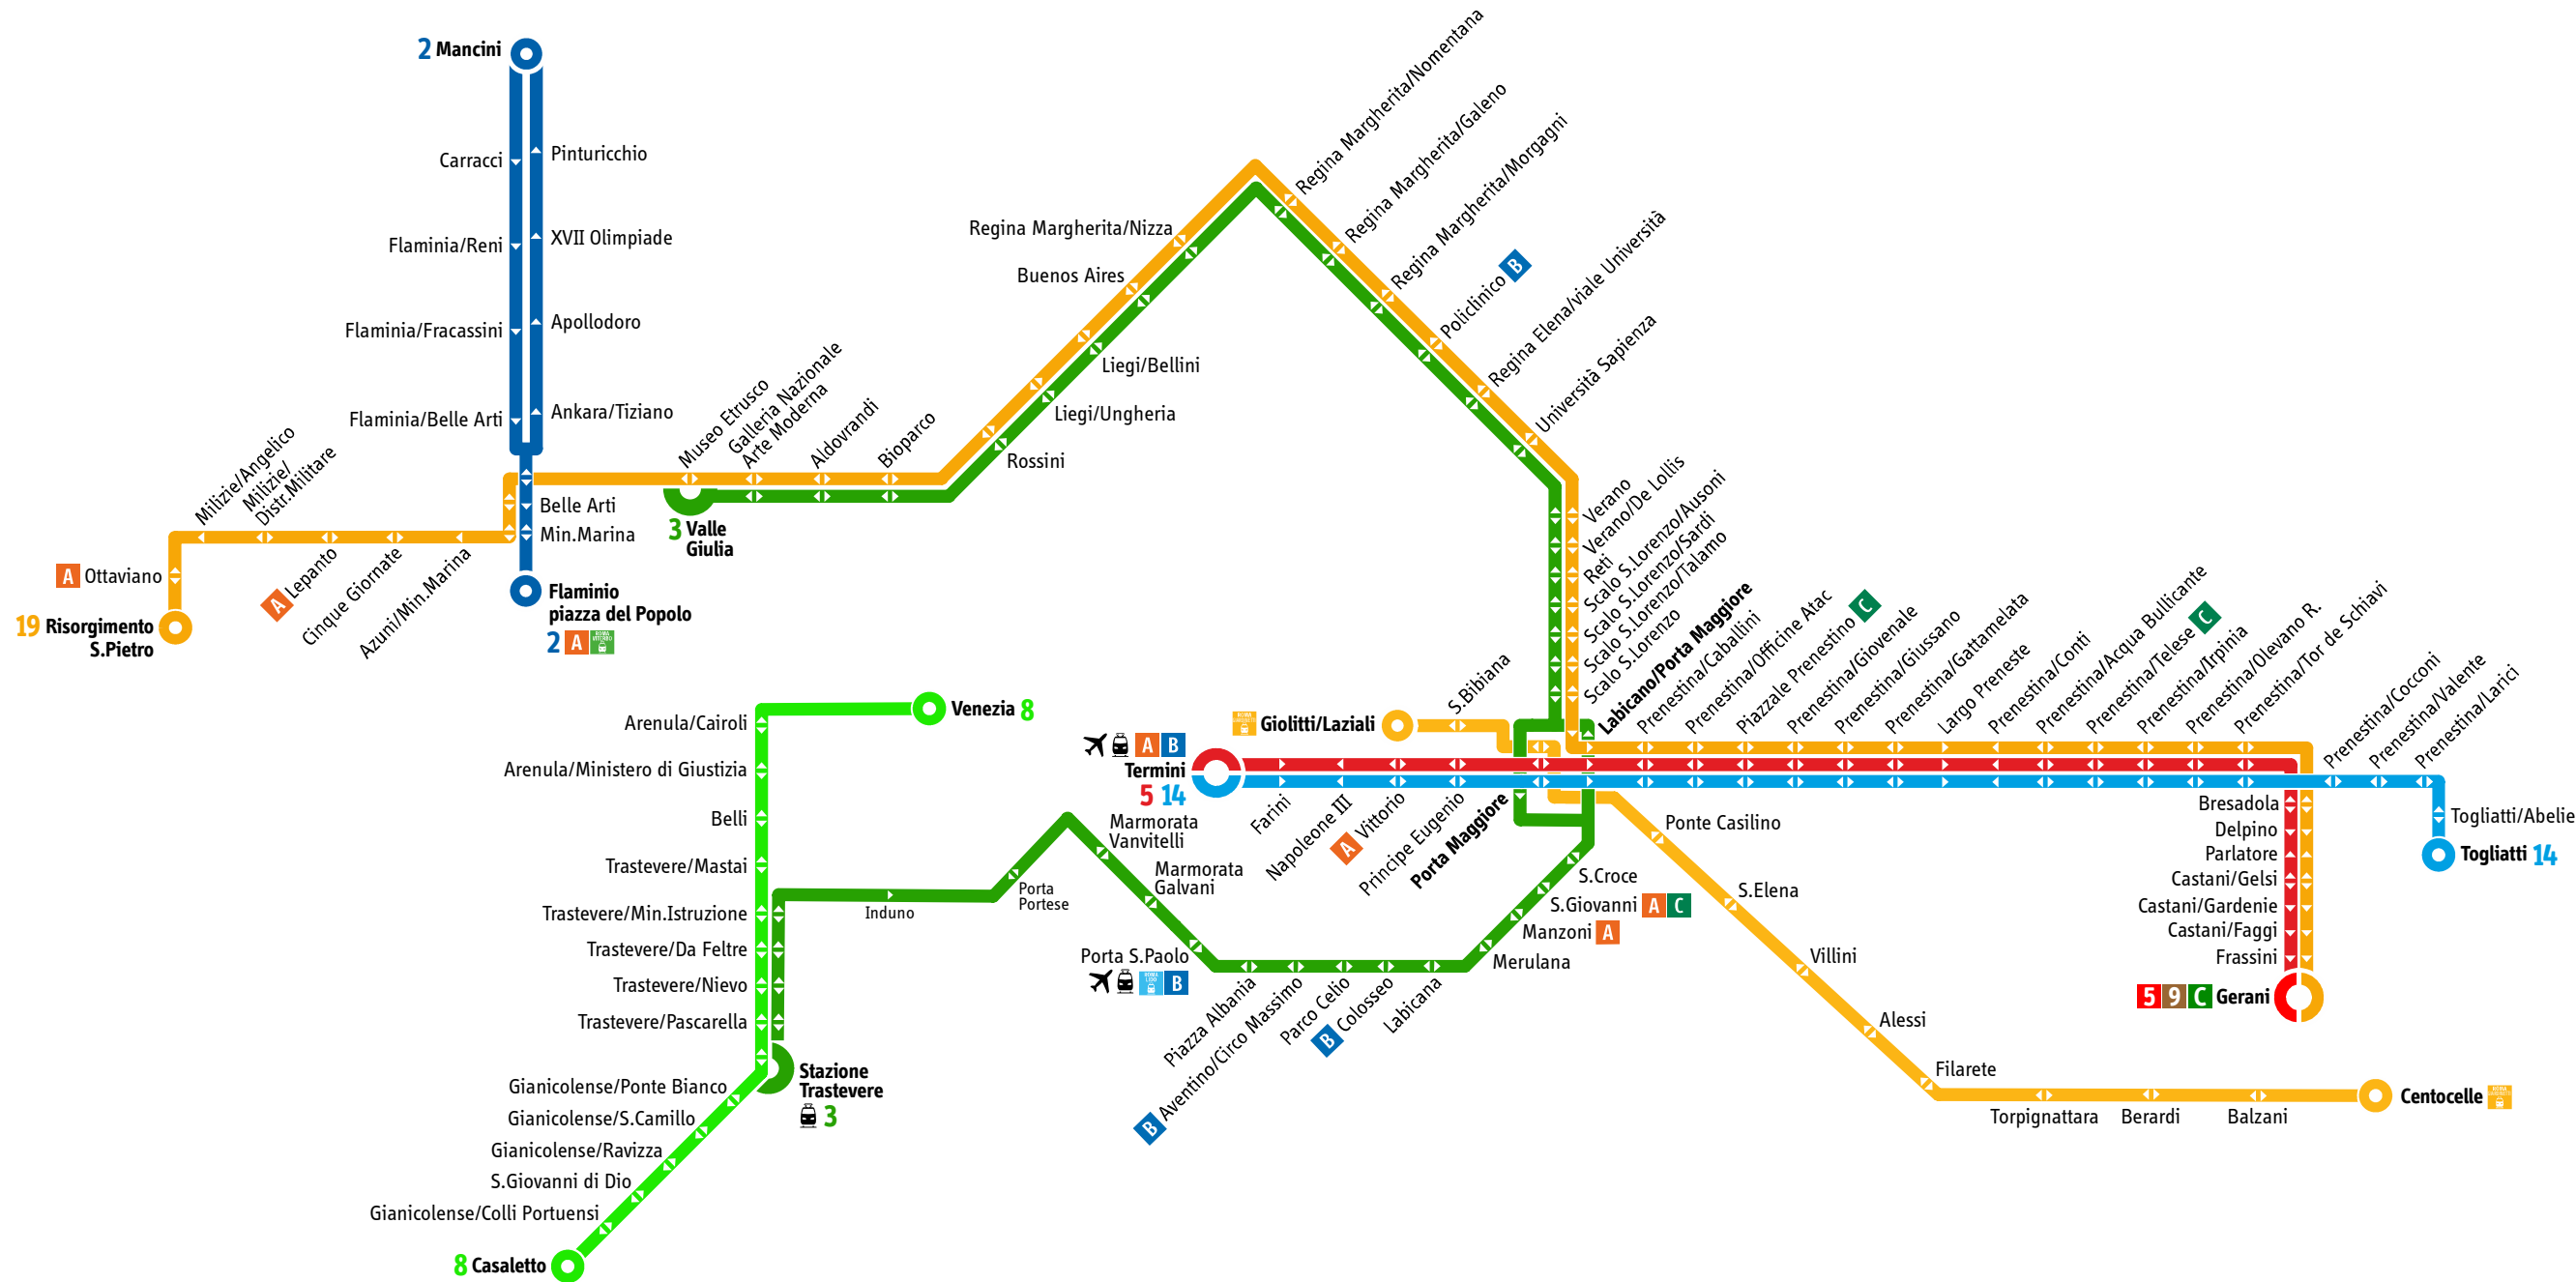 2 Mancini
Carracci
Pinturicchio
Flaminia/Reni
XVII Olimpiade
Flaminia/Fracassini
Apollodoro
Flaminia/Belle Arti
Ankara/Tiziano
Belle Arti
Min.Marina
Flaminio
piazza del Popolo
2 A
ROMA
VITERBO
19 Risorgimento
S.Pietro
A Ottaviano
Milizie/Angelico
Milizie/
Distr.Militare
A Lepanto
Cinque Giornate
Azuni/Min.Marina
Museo Etrusco
Galleria Nazionale
Arte Moderna
Aldovrandi
Bioparco
3 Valle
Giulia
Rossini
Liegi/Ungheria
Liegi/Bellini
Buenos Aires
Regina Margherita/Nizza
Regina Margherita/Nomentana
Regina Margherita/Galeno
Regina Margherita/Morgagni
Policlinico B
Regina Elena/viale Università
Università Sapienza
Verano
Verano/De Lollis
Reti
Scalo S.Lorenzo/Ausoni
Scalo S.Lorenzo/Sardi
Scalo S.Lorenzo/Talamo
Scalo S.Lorenzo
Labicano/Porta Maggiore
Prenestina/Caballini
Prenestina/Officine Atac
Piazzale Prenestino C
Prenestina/Giovenale
Prenestina/Giussano
Prenestina/Gattamelata
Largo Preneste
Prenestina/Conti
Prenestina/Acqua Bullicante
Prenestina/Telese C
Prenestina/Irpinia
Prenestina/Olevano R.
Prenestina/Tor de Schiavi
Prenestina/Cocconi
Prenestina/Valente
Prenestina/Larici
Togliatti/Abelie
Togliatti 14
Giolitti/Laziali
S.Bibiana
A B
Termini
5 14
Farini
Napoleone III
A Vittorio
Principe Eugenio
Porta Maggiore
Ponte Casilino
S.Elena
Villini
Alessi
Filarete
Torpignattara
Berardi
Balzani
Centocelle
Bresadola
Delpino
Parlatore
Castani/Gelsi
Castani/Gardenie
Castani/Faggi
Frassini
5 9 C Gerani
Venezia 8
Arenula/Cairoli
Arenula/Ministero di Giustizia
Belli
Trastevere/Mastai
Trastevere/Min.Istruzione
Trastevere/Da Feltre
Trastevere/Nievo
Trastevere/Pascarella
Stazione
Trastevere
3
Gianicolense/Ponte Bianco
Gianicolense/S.Camillo
Gianicolense/Ravizza
S.Giovanni di Dio
Gianicolense/Colli Portuensi
8 Casaletto
Induno
Porta
Portese
Marmorata
Vanvitelli
Marmorata
Galvani
Porta S.Paolo
B
Piazza Albania
B Aventino/Circo Massimo
Parco Celio
B Colosseo
Labicana
Merulana
Manzoni A
S.Giovanni A C
S.Croce